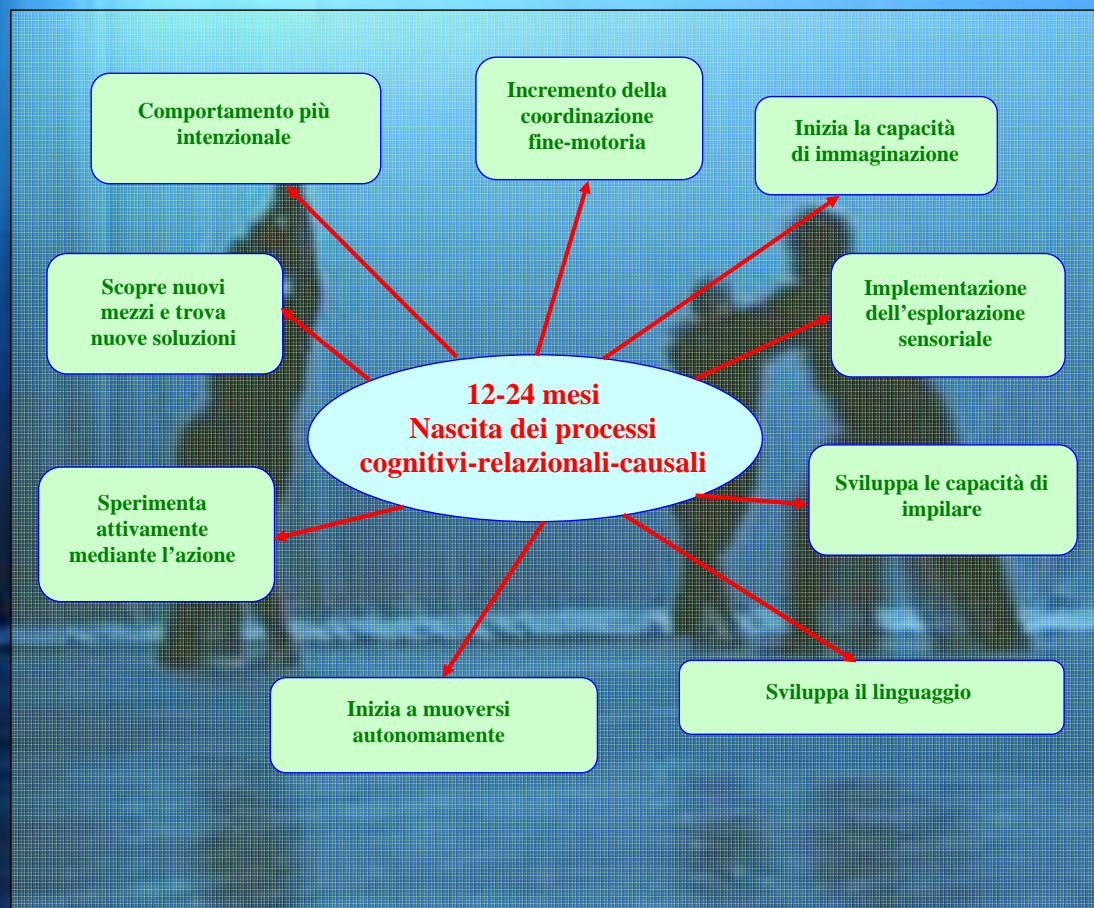 Comportamento più
intenzionale
Incremento della
coordinazione
fine-motoria
Inizia la capacità
di immaginazione
Scopre nuovi
mezzi e trova
nuove soluzioni
Implementazione
dell'esplorazione
sensoriale
12-24 mesi
Nascita dei processi
cognitivi-relazionali-causali
Sperimenta
attivamente
mediante l'azione
Sviluppa le capacità di
impilare
Inizia a muoversi
autonomamente
Sviluppa il linguaggio